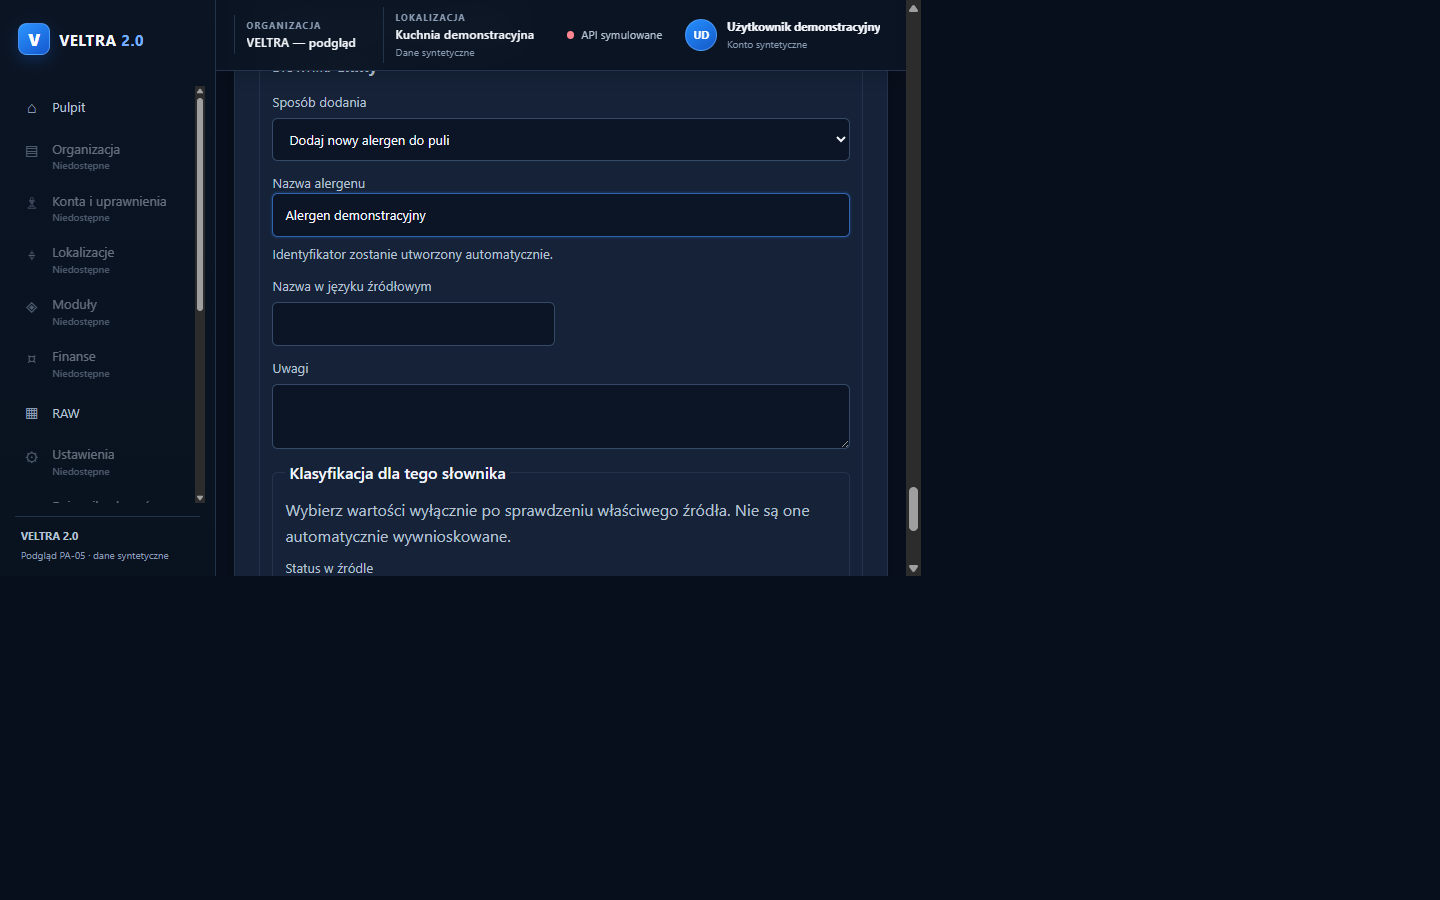 V VELTRA 2.0
ORGANIZACJA
VELTRA — podgląd
LOKALIZACJA
Kuchnia demonstracyjna
Dane syntetyczne
API symulowane
UD
Użytkownik demonstracyjny
Konto syntetyczne
Pulpit
Organizacja
Niedostępne
Konta i uprawnienia
Niedostępne
Lokalizacje
Niedostępne
Moduły
Niedostępne
Finanse
Niedostępne
RAW
Ustawienia
Niedostępne
VELTRA 2.0
Podgląd PA-05 · dane syntetyczne
Sposób dodania
Dodaj nowy alergen do puli
Nazwa alergenu
Alergen demonstracyjny
Identyfikator zostanie utworzony automatycznie.
Nazwa w języku źródłowym
Uwagi
Klasyfikacja dla tego słownika
Wybierz wartości wyłącznie po sprawdzeniu właściwego źródła. Nie są one
automatycznie wywnioskowane.
Status w źródle